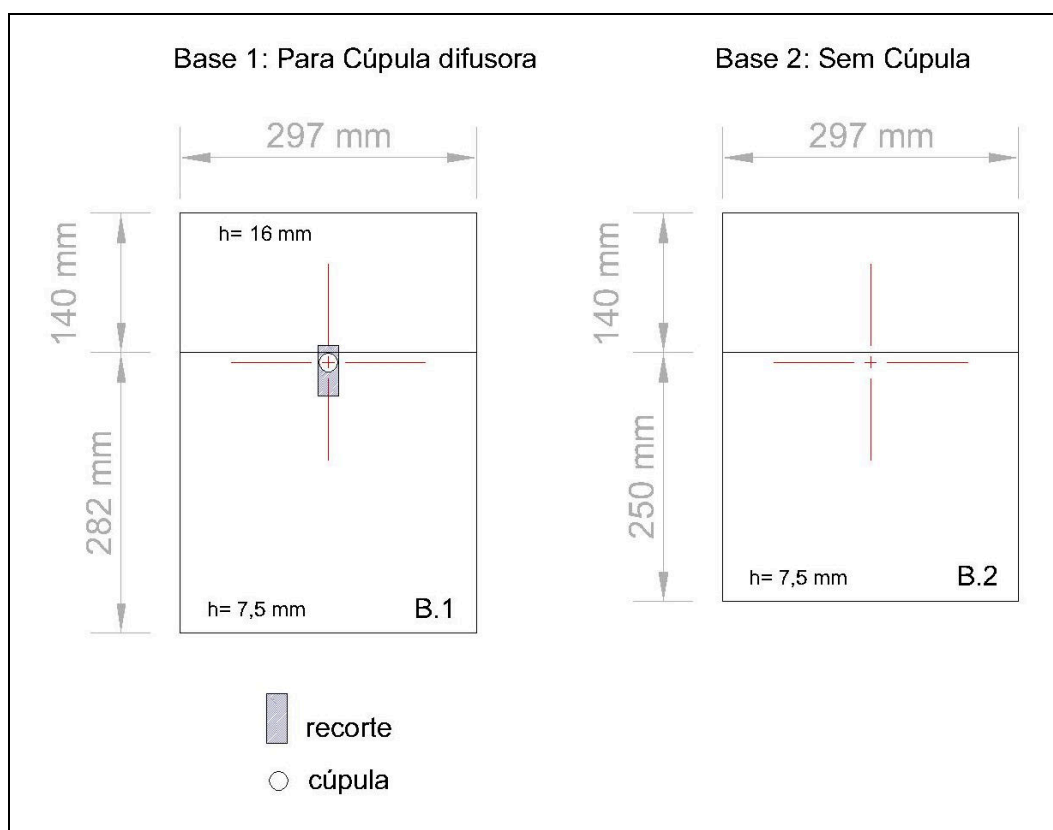 Base 1: Para Cúpula difusora
Base 2: Sem Cúpula
297 mm
297 mm
140 mm
h= 16 mm
140 mm
282 mm
250 mm
h= 7,5 mm
B.2
h= 7,5 mm
B.1
recorte
cúpula